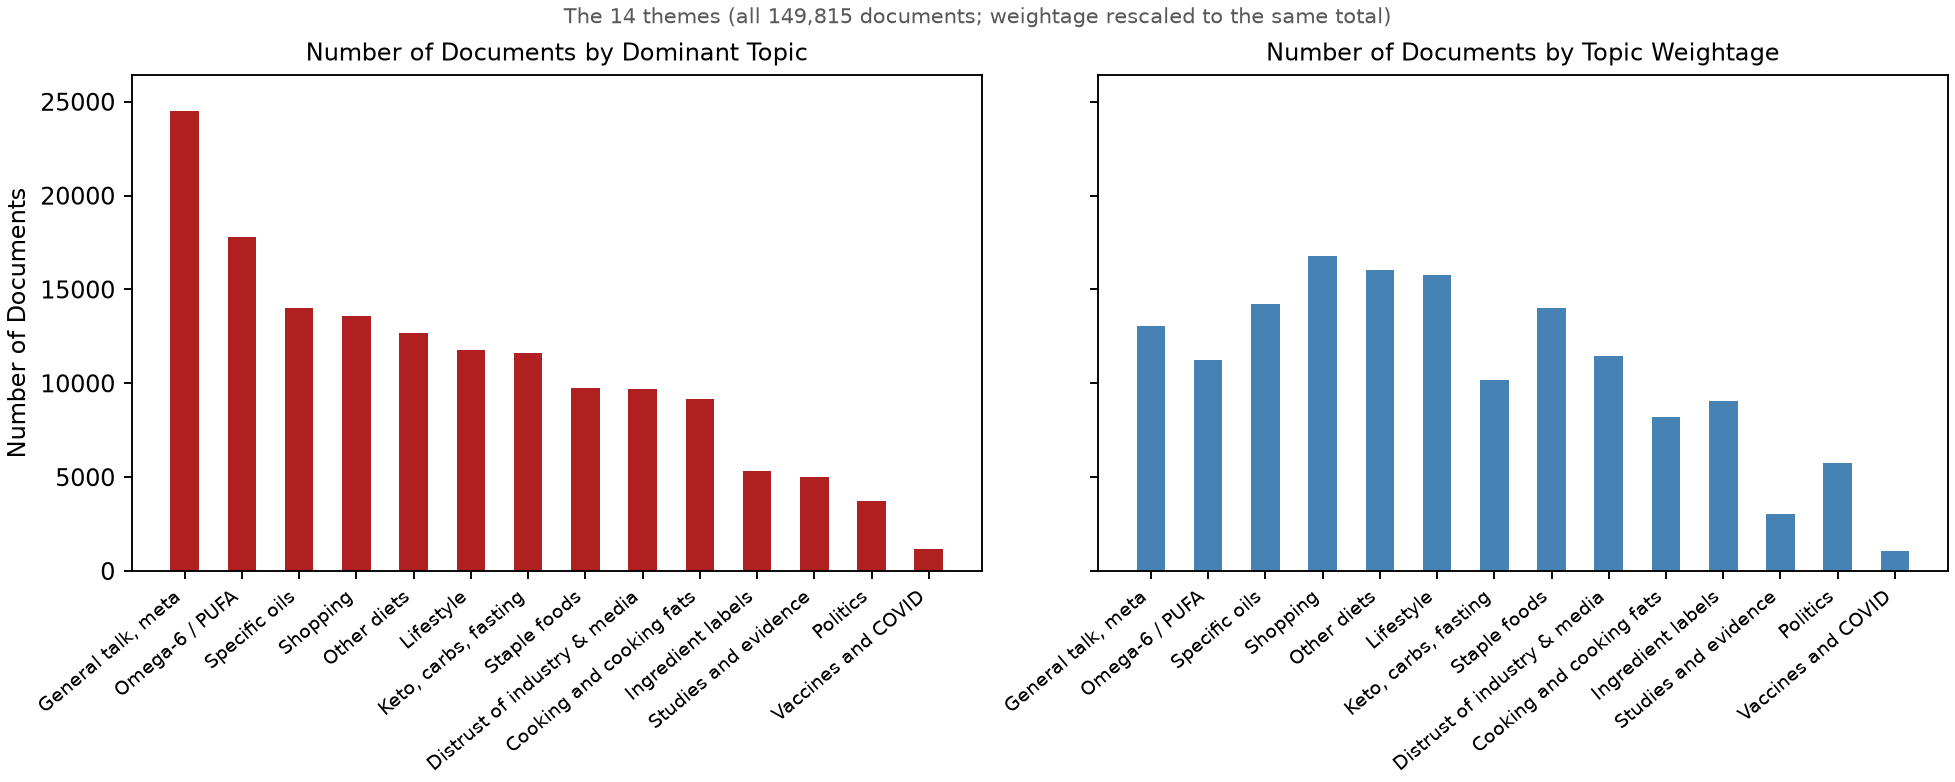 The 14 themes (all 149,815 documents; weightage rescaled to the same total)
Number of Documents by Dominant Topic
Number of Documents
25000
20000
15000
10000
5000
0
General talk, meta
Omega-6 / PUFA
Specific oils
Shopping
Other diets
Lifestyle
Keto, carbs, fasting
Staple foods
Distrust of industry & media
Cooking and cooking fats
Ingredient labels
Studies and evidence
Politics
Vaccines and COVID
Number of Documents by Topic Weightage
General talk, meta
Omega-6 / PUFA
Specific oils
Shopping
Other diets
Lifestyle
Keto, carbs, fasting
Staple foods
Distrust of industry & media
Cooking and cooking fats
Ingredient labels
Studies and evidence
Politics
Vaccines and COVID